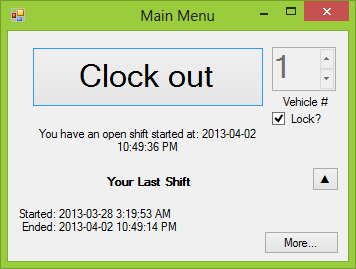 Main Menu
Clock out
1
Vehicle #
Lock?
You have an open shift started at: 2013-04-02
10:49:36 PM
Your Last Shift
Started: 2013-03-28 3:19:53 AM
Ended: 2013-04-02 10:49:14 PM
More...